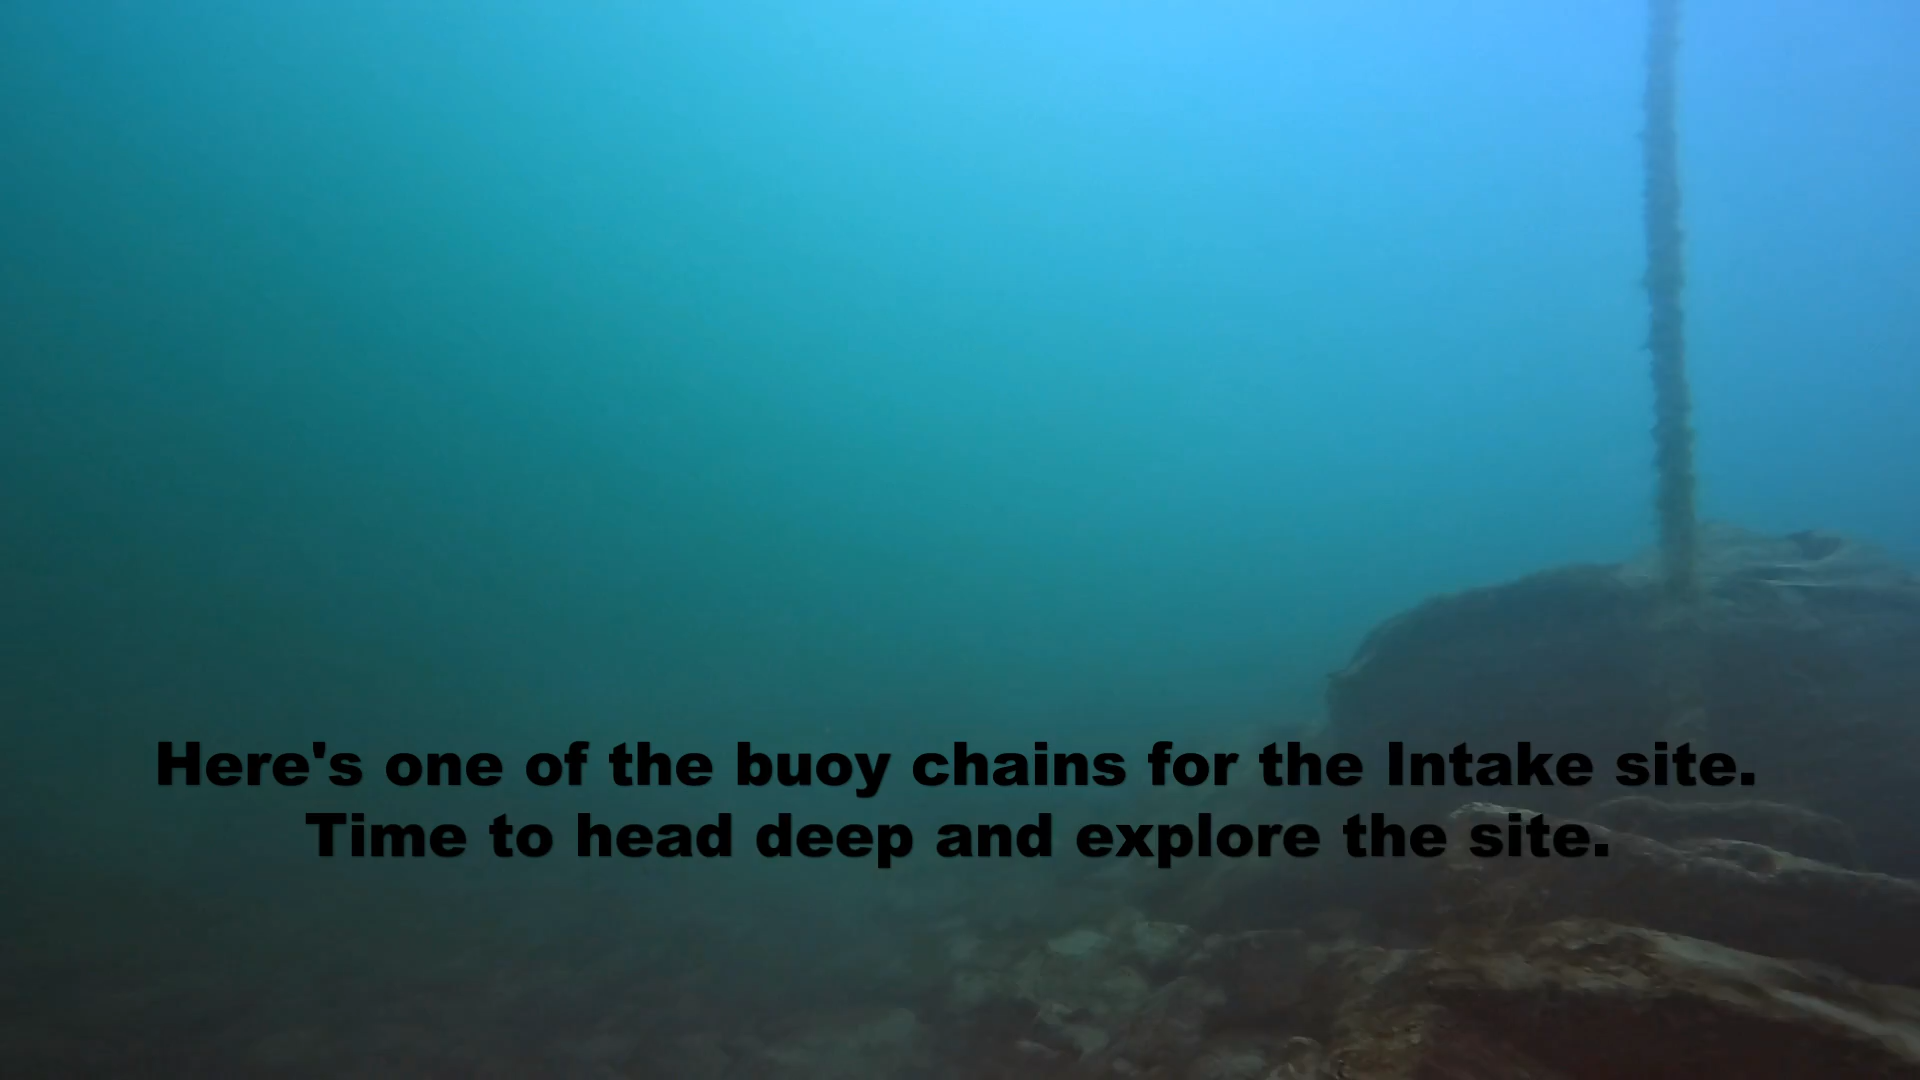 Here's one of the buoy chains for the Intake site.
Time to head deep and explore the site.